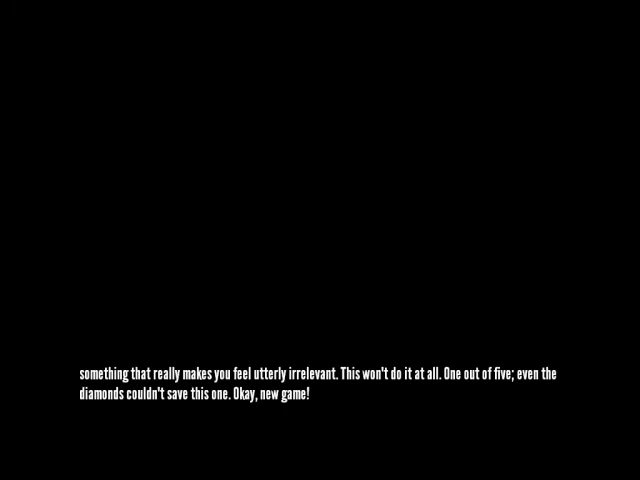 something that really makes you feel utterly irrelevant. This won't do it at all. One out of five; even the
diamonds couldn't save this one. Okay, new game!